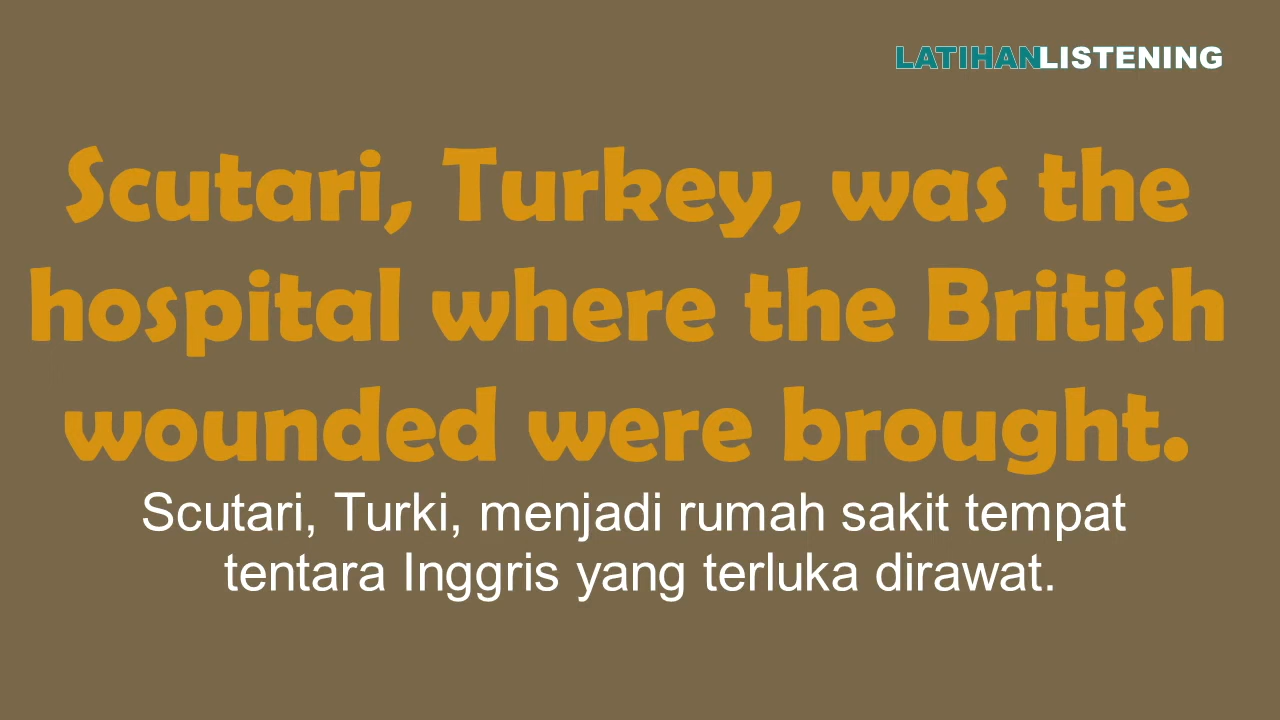 LATIHANLISTENING
Scutari, Turkey, was the
hospital where the British
wounded were brought.
Scutari, Turki, menjadi rumah sakit tempat
tentara Inggris yang terluka dirawat.